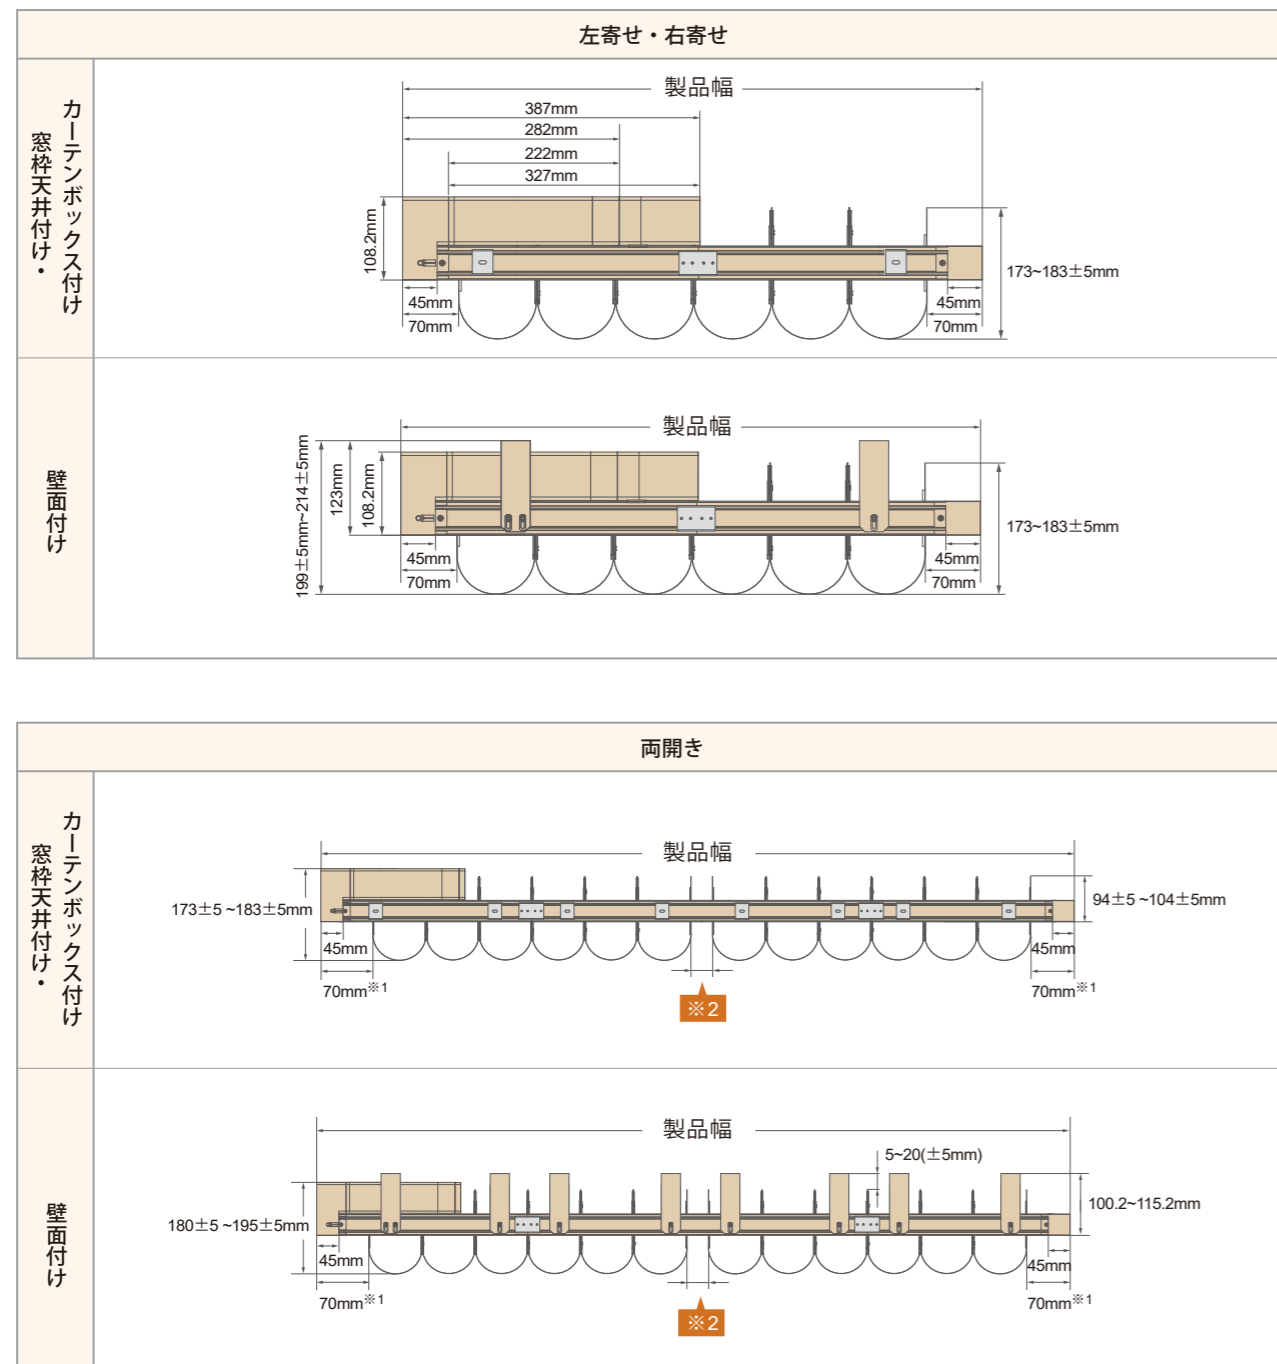 左寄せ・右寄せ
カーテンボックス付け
窓枠天井付け・
製品幅
387mm
282mm
222mm
327mm
108.2mm
173~183±5mm
45mm
45mm
70mm
70mm
壁面付け
製品幅
199±5mm~214±5mm
123mm
108.2mm
173~183±5mm
45mm
45mm
70mm
70mm
両開き
カーテンボックス付け
窓枠天井付け・
製品幅
173±5 ~183±5mm
94±5 ~104±5mm
45mm
45mm
70mm※1
70mm※1
※2
壁面付け
製品幅
5~20(±5mm)
180±5 ~195±5mm
100.2~115.2mm
45mm
45mm
70mm※1
70mm※1
※2